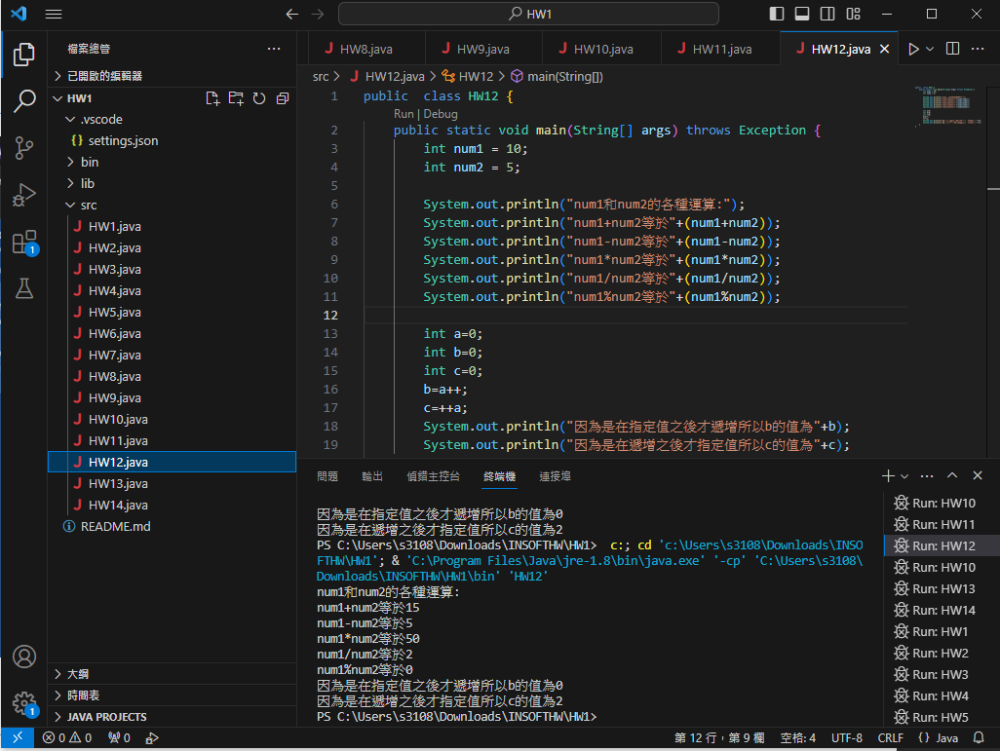 HW1
檔案總管
HW8.java
HW9.java
HW10.java
HW11.java
HW12.java
已開啟的編輯器
src > HW12.java > HW12 > main(String[])
HW1
.vscode
{} settings.json
bin
lib
src
HW1.java
HW2.java
HW3.java
HW4.java
HW5.java
HW6.java
HW7.java
HW8.java
HW9.java
HW10.java
HW11.java
HW12.java
HW13.java
HW14.java
README.md
大綱
時間表
JAVA PROJECTS
1 public  class HW12 {
Run | Debug
2 public static void main(String[] args) throws Exception {
3 int num1 = 10;
4 int num2 = 5;
5
6 System.out.println("num1和num2的各種運算:");
7 System.out.println("num1+num2等於"+(num1+num2));
8 System.out.println("num1-num2等於"+(num1-num2));
9 System.out.println("num1*num2等於"+(num1*num2));
10 System.out.println("num1/num2等於"+(num1/num2));
11 System.out.println("num1%num2等於"+(num1%num2));
12
13 int a=0;
14 int b=0;
15 int c=0;
16 b=a++;
17 c=++a;
18 System.out.println("因為是在指定值之後才遞增所以b的值為"+b);
19 System.out.println("因為是在遞增之後才指定值所以c的值為"+c);
問題 輸出 偵錯主控台 終端機 連接埠
因為是在指定值之後才遞增所以b的值為0
因為是在遞增之後才指定值所以c的值為2
PS C:\Users\s3108\Downloads\INSOFTHW\HW1>  c:; cd 'c:\Users\s3108\Downloads\INSO
FTHW\HW1'; & 'C:\Program Files\Java\jre-1.8\bin\java.exe' '-cp' 'C:\Users\s3108\
Downloads\INSOFTHW\HW1\bin' 'HW12'
num1和num2的各種運算:
num1+num2等於15
num1-num2等於5
num1*num2等於50
num1/num2等於2
num1%num2等於0
因為是在指定值之後才遞增所以b的值為0
因為是在遞增之後才指定值所以c的值為2
PS C:\Users\s3108\Downloads\INSOFTHW\HW1>
Run: HW10
Run: HW11
Run: HW12
Run: HW10
Run: HW13
Run: HW14
Run: HW1
Run: HW2
Run: HW3
Run: HW4
Run: HW5
1
1
0 0 0 第 12 行，第 9 欄 空格: 4 UTF-8 CRLF {} Java